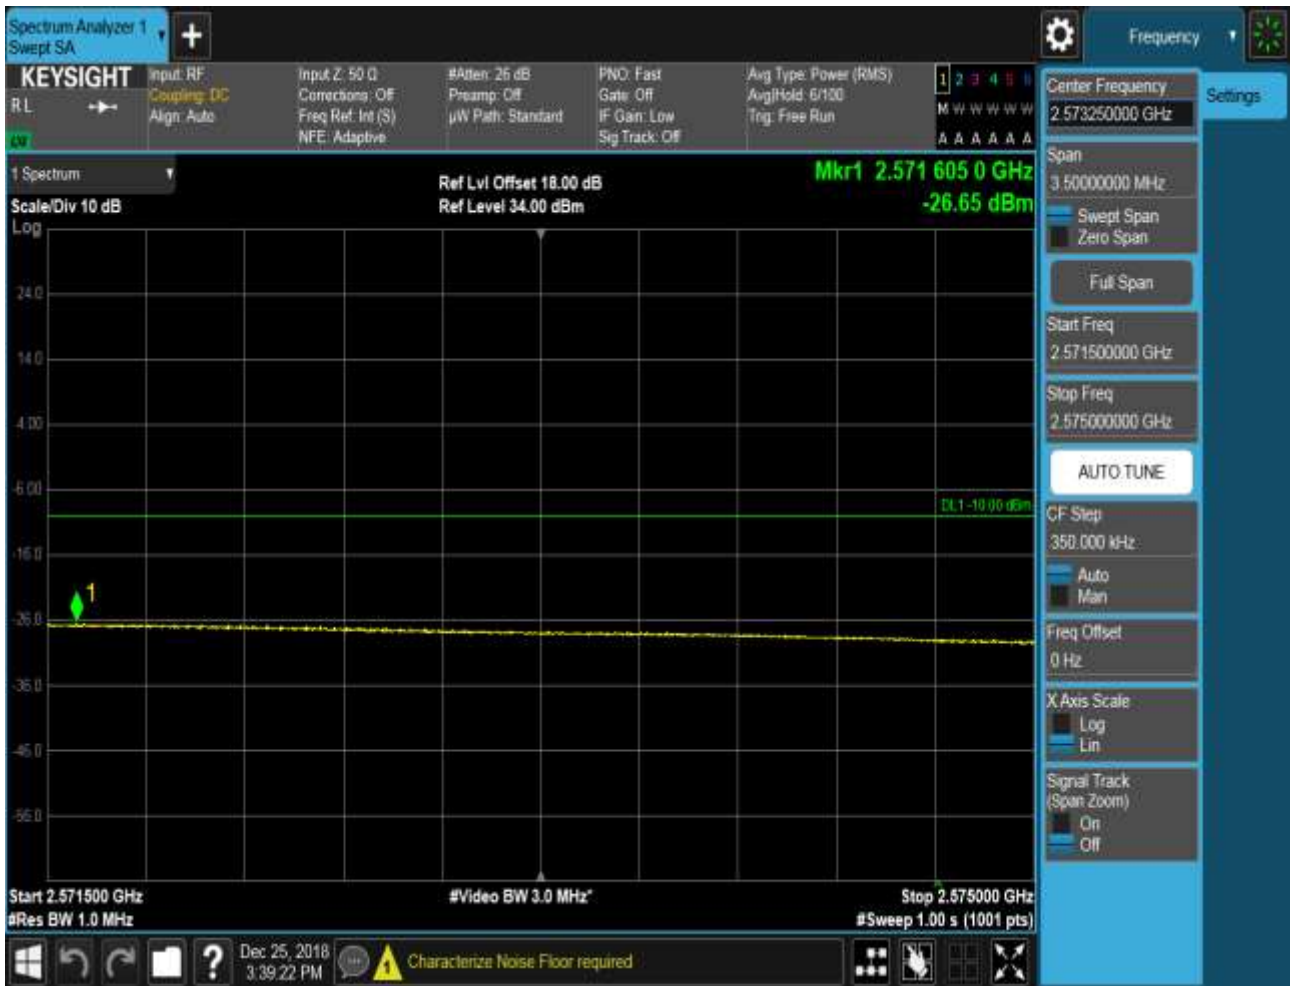 Spectrum Analyzer 1
Swept SA
+
Frequency
KEYSIGHT
RL
Input: RF
Coupling: DC
Align: Auto
Input Z: 50 Ω
Corrections: Off
Freq Ref: Int (S)
NFE: Adaptive
#Atten: 26 dB
Preamp: Off
µW Path: Standard
PNO: Fast
Gate: Off
IF Gain: Low
Sig Track: Off
Avg Type: Power (RMS)
Avg|Hold: 6/100
Trig: Free Run
1 2 3 4 5 6
M W W W W W
A A A A A A
1 Spectrum
Scale/Div 10 dB
Log
Ref Lvl Offset 18.00 dB
Ref Level 34.00 dBm
Mkr1 2.571 605 0 GHz
-26.65 dBm
24.0
14.0
4.00
-6.00
-16.0
-26.0
-36.0
-46.0
-56.0
DL1 -10.00 dBm
1
Start 2.571500 GHz
#Res BW 1.0 MHz
#Video BW 3.0 MHz*
Stop 2.575000 GHz
#Sweep 1.00 s (1001 pts)
Center Frequency
2.573250000 GHz
Settings
Span
3.50000000 MHz
Swept Span
Zero Span
Full Span
Start Freq
2.571500000 GHz
Stop Freq
2.575000000 GHz
AUTO TUNE
CF Step
350.000 kHz
Auto
Man
Freq Offset
0 Hz
X Axis Scale
Log
Lin
Signal Track
(Span Zoom)
On
Off
?
Dec 25, 2018
3:39:22 PM
1
Characterize Noise Floor required